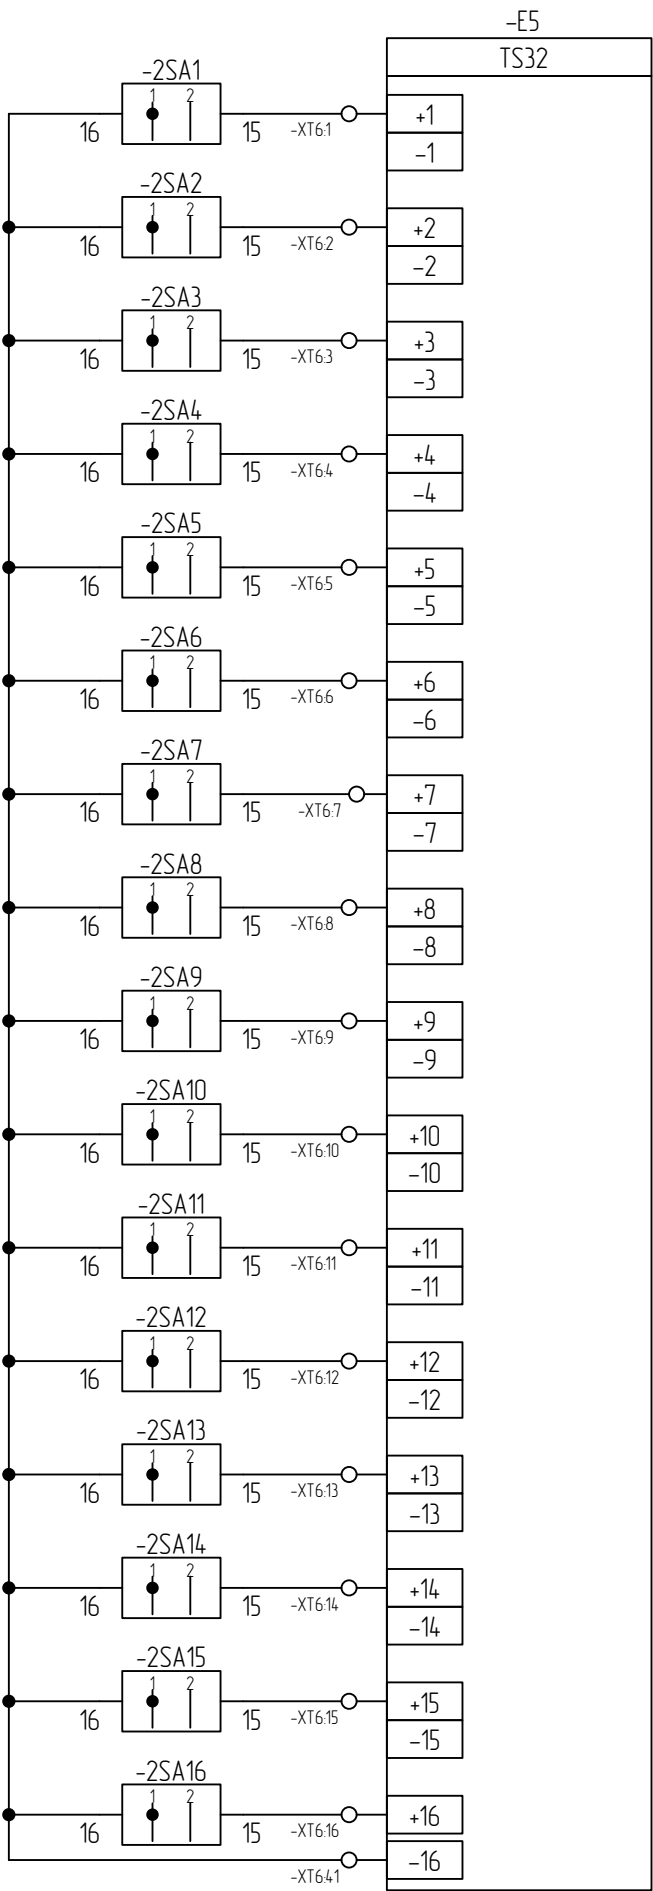 -E5
TS32
-2SA1
1 2
16 15 -XT6:1 +1
-1
-2SA2
1 2
16 15 -XT6:2 +2
-2
-2SA3
1 2
16 15 -XT6:3 +3
-3
-2SA4
1 2
16 15 -XT6:4 +4
-4
-2SA5
1 2
16 15 -XT6:5 +5
-5
-2SA6
1 2
16 15 -XT6:6 +6
-6
-2SA7
1 2
16 15 -XT6:7 +7
-7
-2SA8
1 2
16 15 -XT6:8 +8
-8
-2SA9
1 2
16 15 -XT6:9 +9
-9
-2SA10
1 2
16 15 -XT6:10 +10
-10
-2SA11
1 2
16 15 -XT6:11 +11
-11
-2SA12
1 2
16 15 -XT6:12 +12
-12
-2SA13
1 2
16 15 -XT6:13 +13
-13
-2SA14
1 2
16 15 -XT6:14 +14
-14
-2SA15
1 2
16 15 -XT6:15 +15
-15
-2SA16
1 2
16 15 -XT6:16 +16
-XT6:41 -16